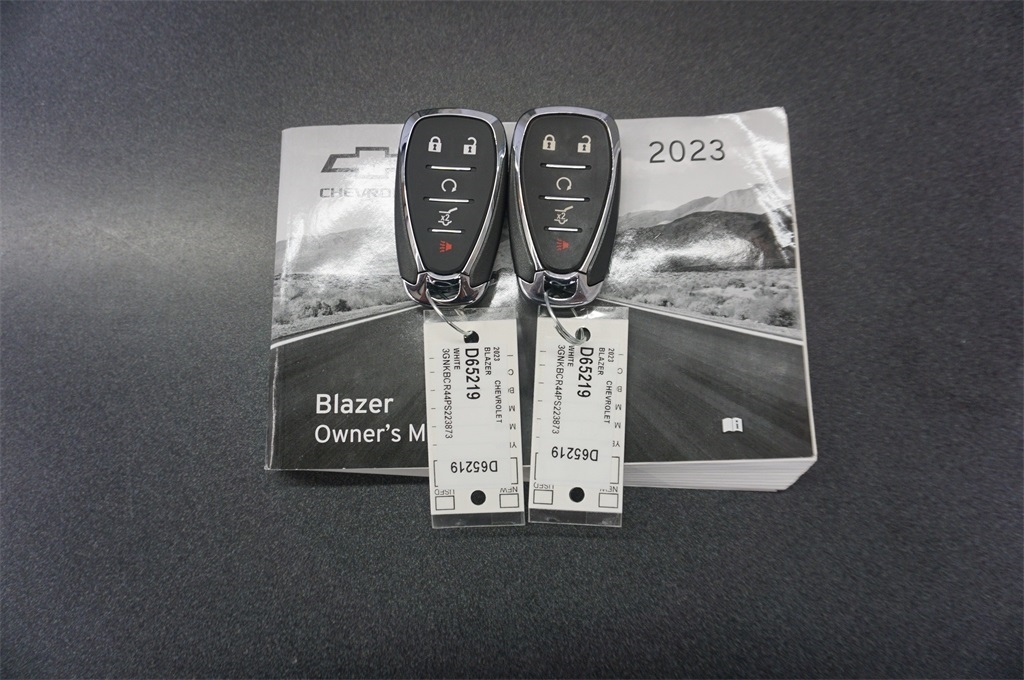 CHEVRO
2023
Blazer
Owner's M
2023
BLAZER CHEVROLET
D65219
WHITE
3GNKBCR44PS223873
D65219
USED
NEW
2023
BLAZER CHEVROLET
D65219
WHITE
3GNKBCR44PS223873
D65219
USED
NEW